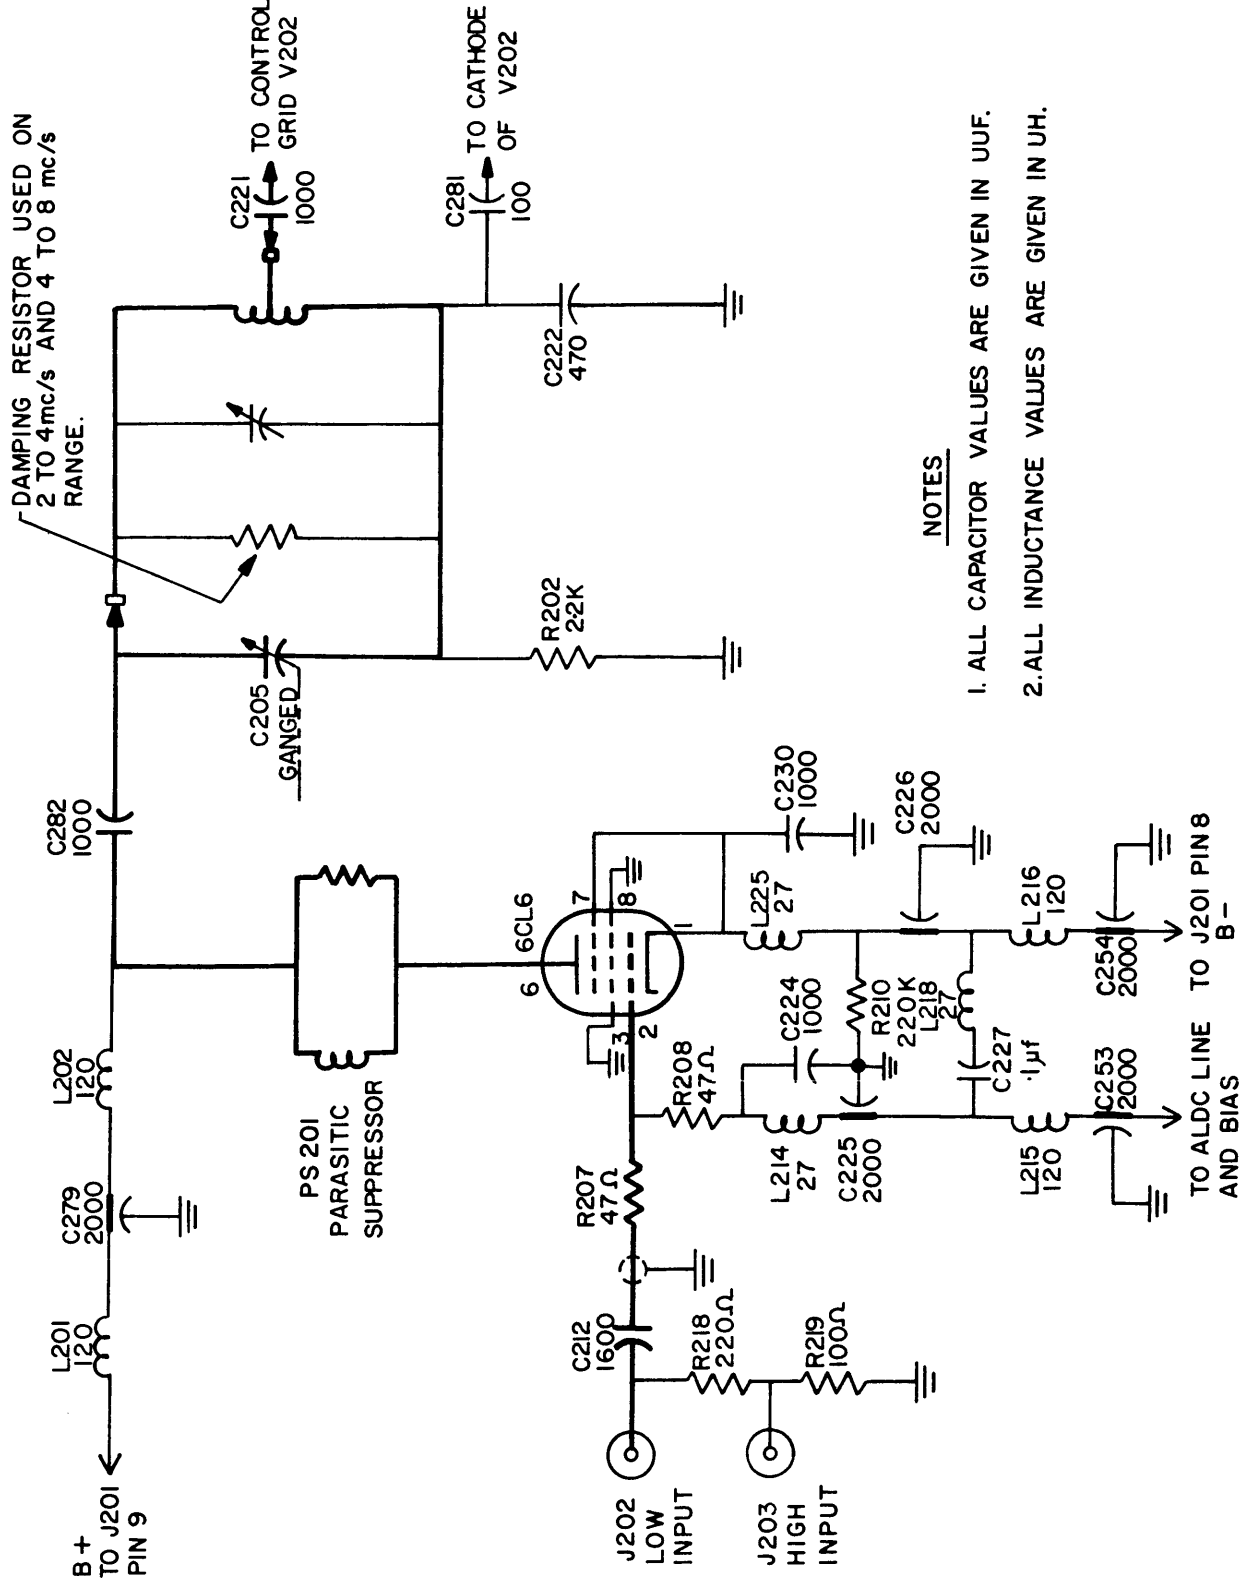 DAMPING RESISTOR USED ON
2 TO 4mc/s AND 4 TO 8 mc/s
RANGE.
B+
TO J201
PIN 9
L201
120
C279
2000
L202
120
C282
1000
C205
GANGED
C221
1000
TO CONTROL
GRID V202
C281
100
TO CATHODE
OF V202
C222
470
R202
2.2K
PS 201
PARASITIC
SUPPRESSOR
6CL6
6
7
8
3
2
1
J202
LOW
INPUT
J203
HIGH
INPUT
C212
1600
R218
220Ω
R219
100Ω
R207
47Ω
R208
47Ω
L214
27
C225
2000
C224
1000
R210
220K
L218
27
C227
.1μf
L225
27
C230
1000
C226
2000
L215
120
L216
120
C253
2000
C254
2000
TO ALDC LINE
AND BIAS
TO J201 PIN 8
B-
NOTES
1. ALL CAPACITOR VALUES ARE GIVEN IN UUF.
2. ALL INDUCTANCE VALUES ARE GIVEN IN UH.